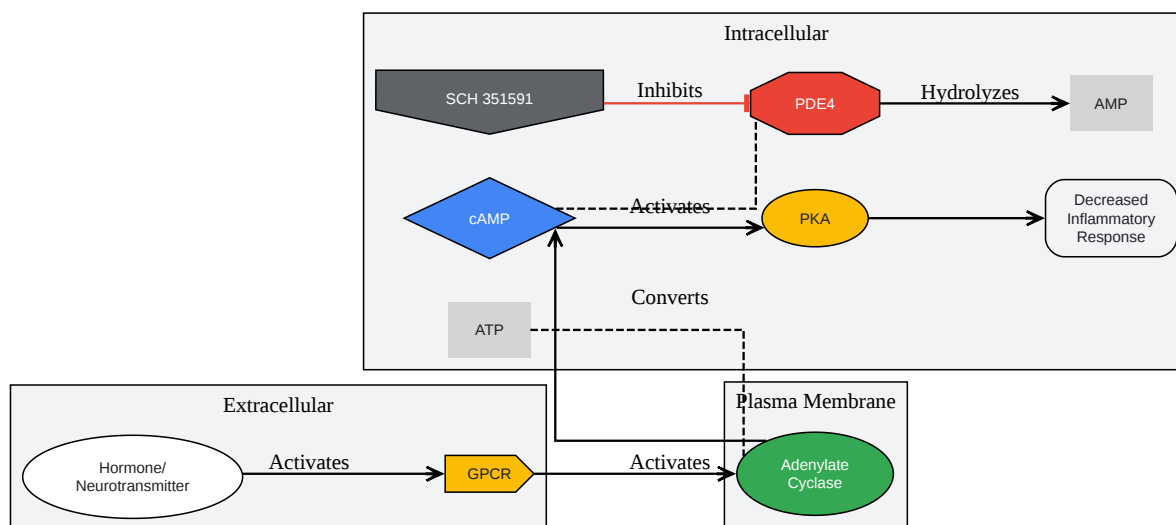 Intracellular
SCH 351591
Inhibits
PDE4
Hydrolyzes
AMP
cAMP
Activates
PKA
Decreased
Inflammatory
Response
Converts
ATP
Extracellular
Plasma Membrane
Hormone/
Neurotransmitter
Activates
GPCR
Activates
Adenylate
Cyclase